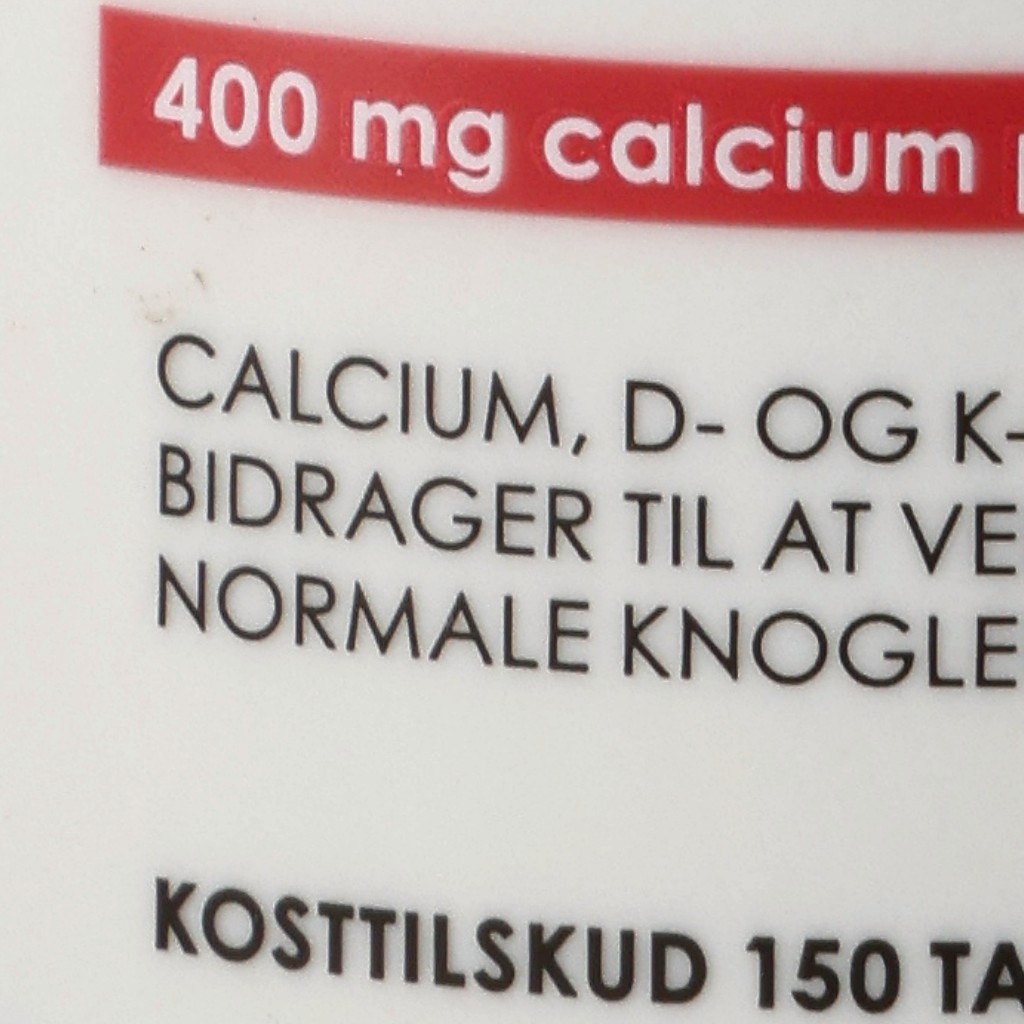 400 mg calcium
CALCIUM, D- OG K-
BIDRAGER TIL AT VE
NORMALE KNOGLE
KOSTTILSKUD 150 TA